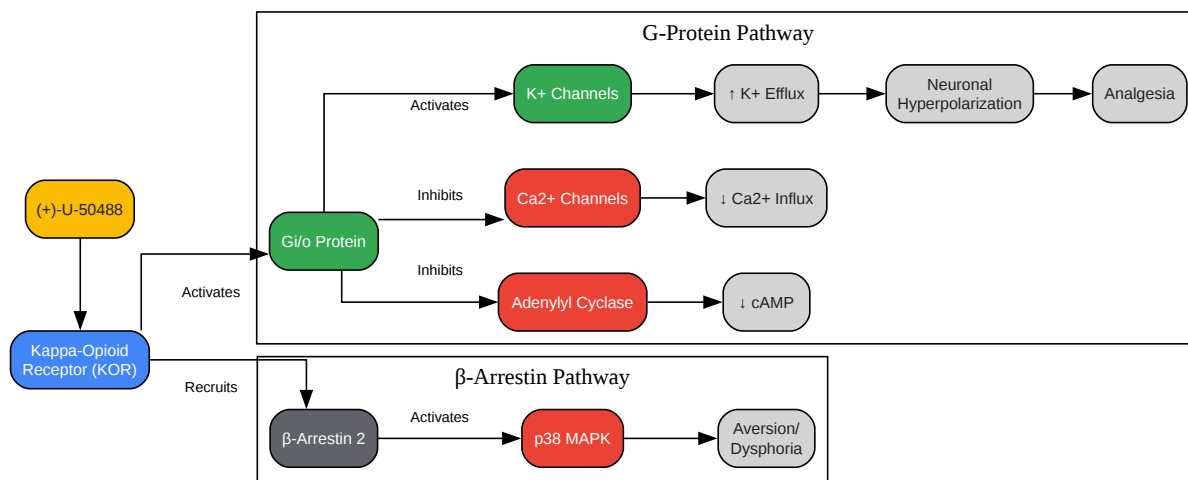 G-Protein Pathway
K+ Channels
↑ K+ Efflux
Neuronal
Hyperpolarization
Analgesia
Activates
(+)-U-50488
Inhibits
Ca2+ Channels
↓ Ca2+ Influx
Gi/o Protein
Inhibits
Activates
Adenylyl Cyclase
↓ cAMP
Kappa-Opioid
Receptor (KOR)
Recruits
β-Arrestin Pathway
Activates
β-Arrestin 2
p38 MAPK
Aversion/
Dysphoria